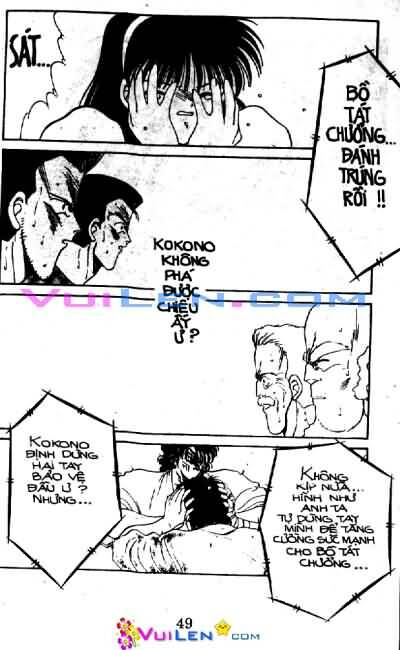 SÁT...
BỒ
TÁT
CHƯỞNG...
ĐÁNH
TRÚNG
RỒI !!
KOKONO
KHÔNG
PHÁ
ĐƯỢC
CHIÊU
ẤY
Ư ?
VUILEN.COM
KOKONO
ĐỊNH DÙNG
HAI TAY
BẢO VỆ
ĐẦU Ư ?
NHƯNG...
KHÔNG
KỊP NỮA...
HÌNH NHƯ
ANH TA
TỰ DÙNG TAY
MÌNH ĐỂ TĂNG
CƯỜNG SỨC MẠNH
CHO BỒ TÁT
CHƯỞNG...
49
VUILEN.COM